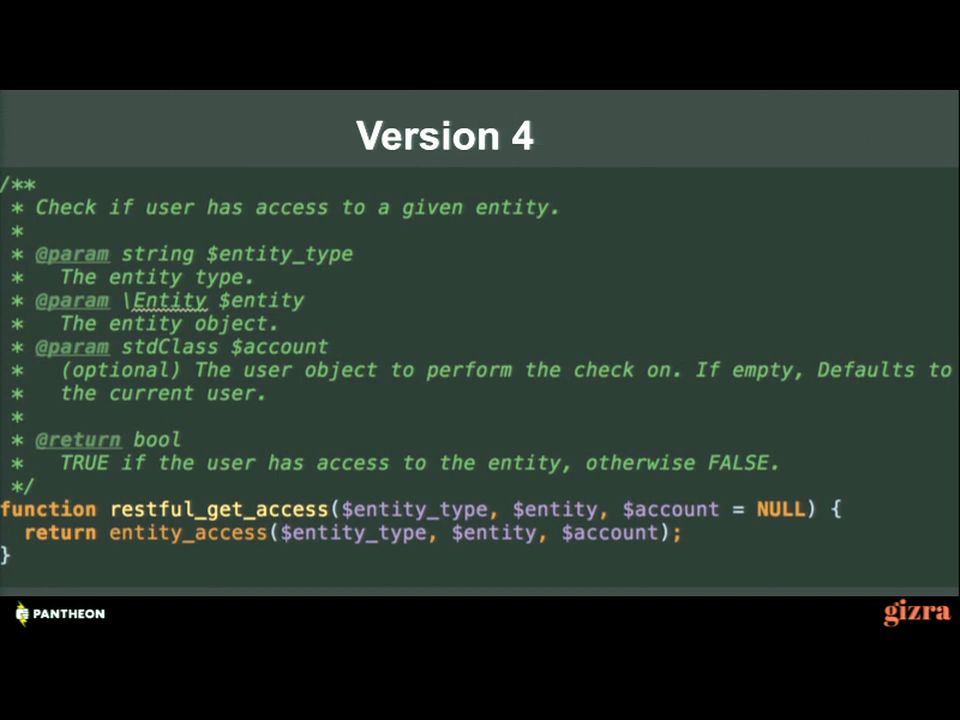 Version 4
/**
 * Check if user has access to a given entity.
 *
 * @param string $entity_type
 *   The entity type.
 * @param \Entity $entity
 *   The entity object.
 * @param stdClass $account
 *   (optional) The user object to perform the check on. If empty, Defaults to
 *   the current user.
 *
 * @return bool
 *   TRUE if the user has access to the entity, otherwise FALSE.
 */
function restful_get_access($entity_type, $entity, $account = NULL) {
  return entity_access($entity_type, $entity, $account);
}
PANTHEON
gizra